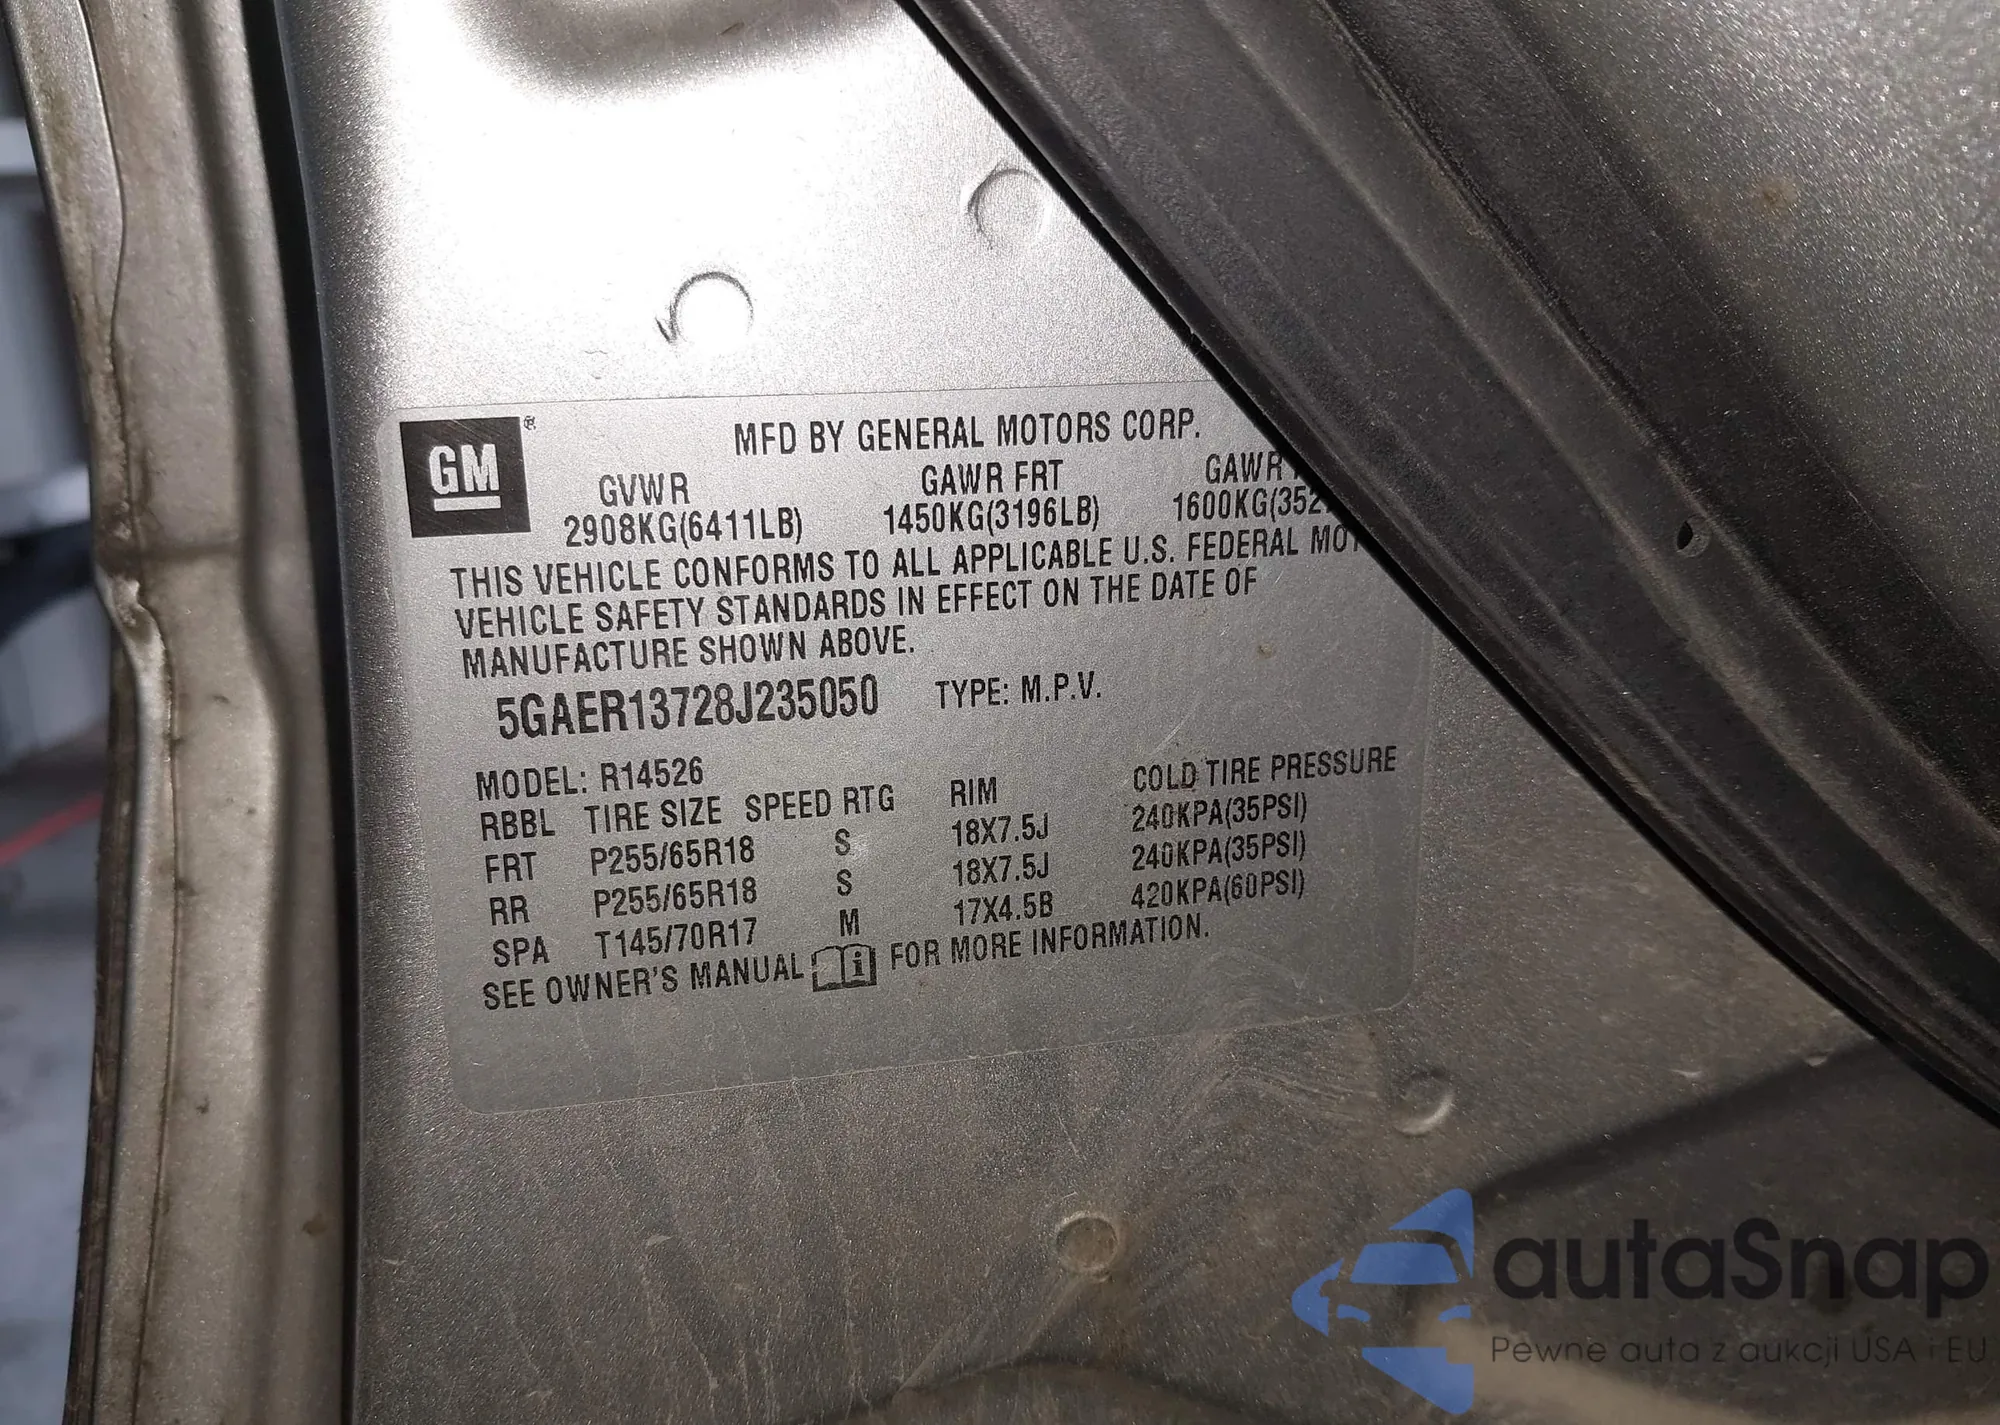 GM ®
MFD BY GENERAL MOTORS CORP.
GVWR GAWR FRT GAWR
2908KG(6411LB) 1450KG(3196LB) 1600KG(352
THIS VEHICLE CONFORMS TO ALL APPLICABLE U.S. FEDERAL MOT
VEHICLE SAFETY STANDARDS IN EFFECT ON THE DATE OF
MANUFACTURE SHOWN ABOVE.
5GAER13728J235050 TYPE: M.P.V.
MODEL: R14526
RBBL TIRE SIZE SPEED RTG RIM COLD TIRE PRESSURE
FRT P255/65R18 S 18X7.5J 240KPA(35PSI)
RR P255/65R18 S 18X7.5J 240KPA(35PSI)
SPA T145/70R17 M 17X4.5B 420KPA(60PSI)
SEE OWNER'S MANUAL i FOR MORE INFORMATION.
autaSnap
Pewne auta z aukcji USA i EU